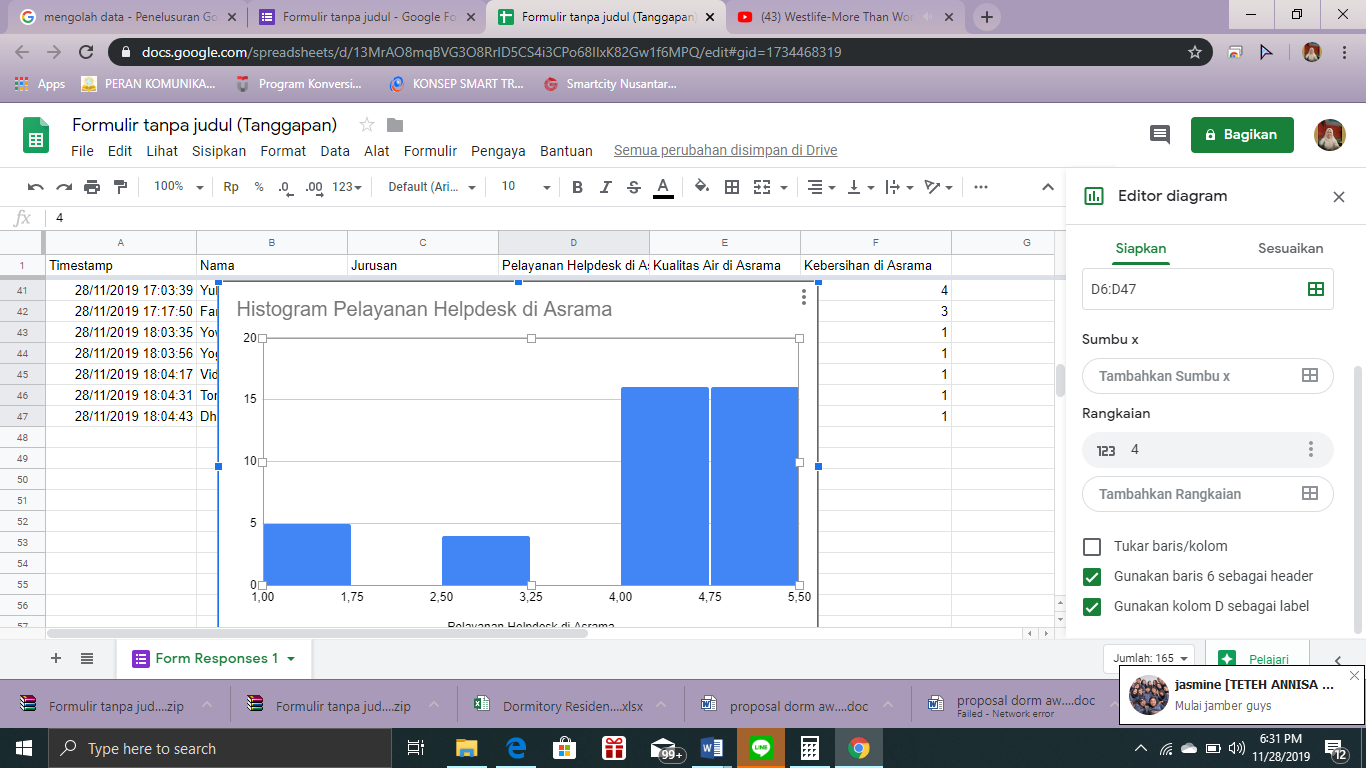 mengolah data - Penelusuran Go
Formulir tanpa judul - Google Fo
Formulir tanpa judul (Tanggapan)
(43) Westlife-More Than Wor
docs.google.com/spreadsheets/d/13MrAO8mqBVG3O8RrID5CS4i3CPo68IIxK82Gw1f6MPQ/edit#gid=1734468319
Apps
PERAN KOMUNIKA...
Program Konversi...
KONSEP SMART TR...
Smartcity Nusantar...
Formulir tanpa judul (Tanggapan)
Bagikan
File Edit Lihat Sisipkan Format Data Alat Formulir Pengaya Bantuan Semua perubahan disimpan di Drive
100% Rp % .0 .00 123 Default (Ari... 10 B I S A
fx 4
A B C D E F G
1 Timestamp Nama Jurusan Pelayanan Helpdesk di As Kualitas Air di Asrama Kebersihan di Asrama
41 28/11/2019 17:03:39 Yul 4
42 28/11/2019 17:17:50 Far 3
43 28/11/2019 18:03:35 Yov 1
44 28/11/2019 18:03:56 Yog 1
45 28/11/2019 18:04:17 Vid 1
46 28/11/2019 18:04:31 Tor 1
47 28/11/2019 18:04:43 Dh 1
48
49
50
51
52
53
54
55
56
57
Histogram Pelayanan Helpdesk di Asrama
20
15
10
5
0
1,00 1,75 2,50 3,25 4,00 4,75 5,50
Pelayanan Helpdesk di Asrama
Editor diagram
Siapkan Sesuaikan
D6:D47
Sumbu x
Tambahkan Sumbu x
Rangkaian
123 4
Tambahkan Rangkaian
Tukar baris/kolom
Gunakan baris 6 sebagai header
Gunakan kolom D sebagai label
Form Responses 1
Jumlah: 165
Pelajari
jasmine [TETEH ANNISA ...
Mulai jamber guys
Formulir tanpa jud....zip
Formulir tanpa jud....zip
Dormitory Residen....xlsx
proposal dorm aw....doc
proposal dorm aw....doc
Failed - Network error
Type here to search
99+
W
LINE
6:31 PM
11/28/2019
12